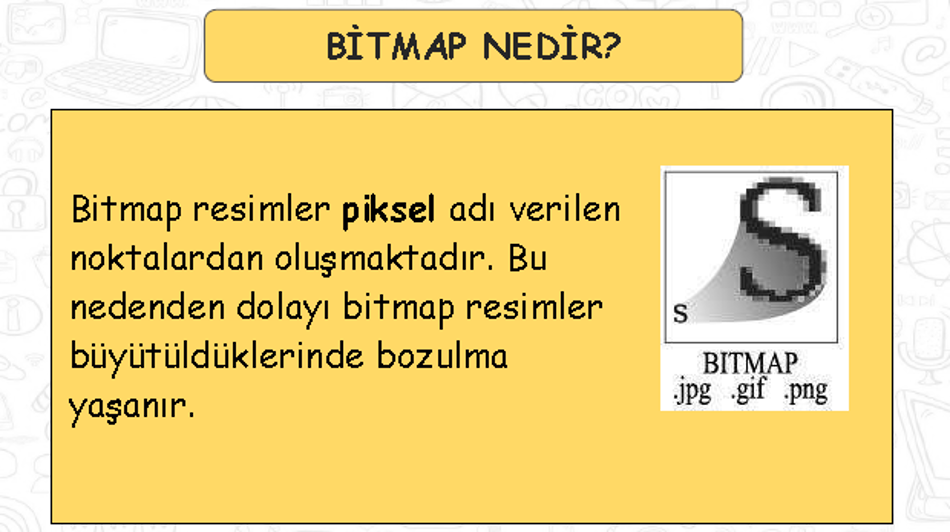 BİTMAP NEDİR?
Bitmap resimler piksel adı verilen
noktalardan oluşmaktadır. Bu
nedenden dolayı bitmap resimler
büyütüldüklerinde bozulma
yaşanır.
s
S
BITMAP
.jpg .gif .png